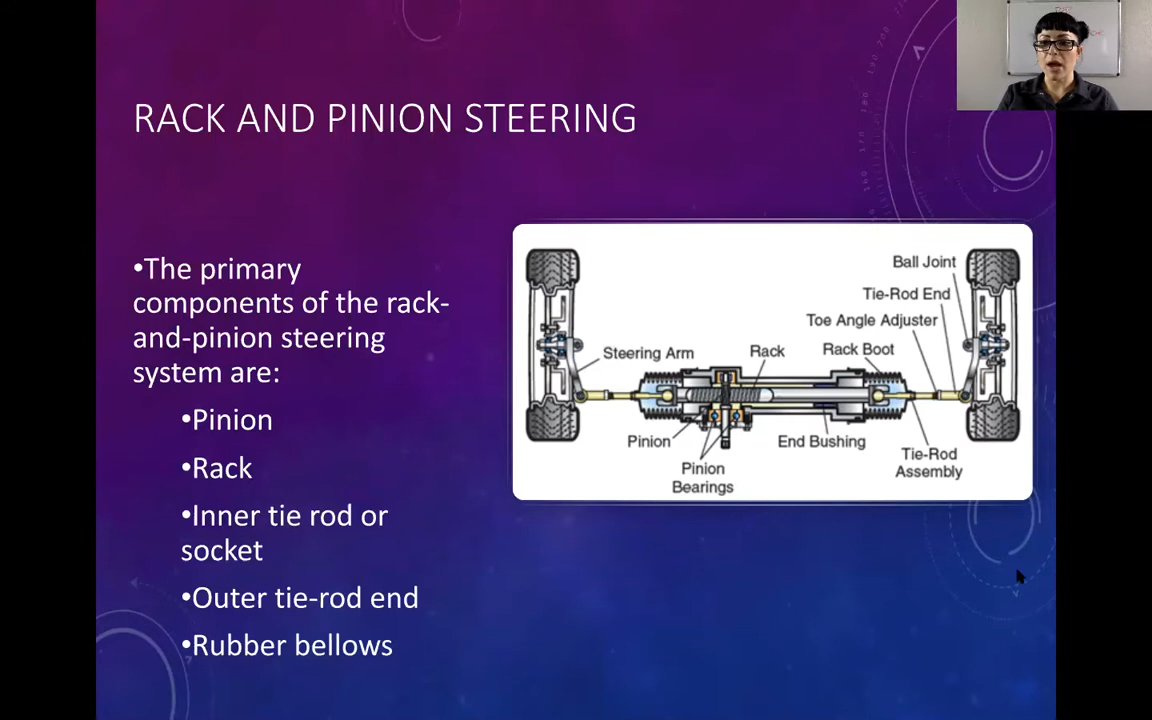 RACK AND PINION STEERING
•The primary
components of the rack-
and-pinion steering
system are:
•Pinion
•Rack
•Inner tie rod or
socket
•Outer tie-rod end
•Rubber bellows
Ball Joint
Tie-Rod End
Toe Angle Adjuster
Steering Arm
Rack
Rack Boot
Pinion
End Bushing
Pinion
Bearings
Tie-Rod
Assembly